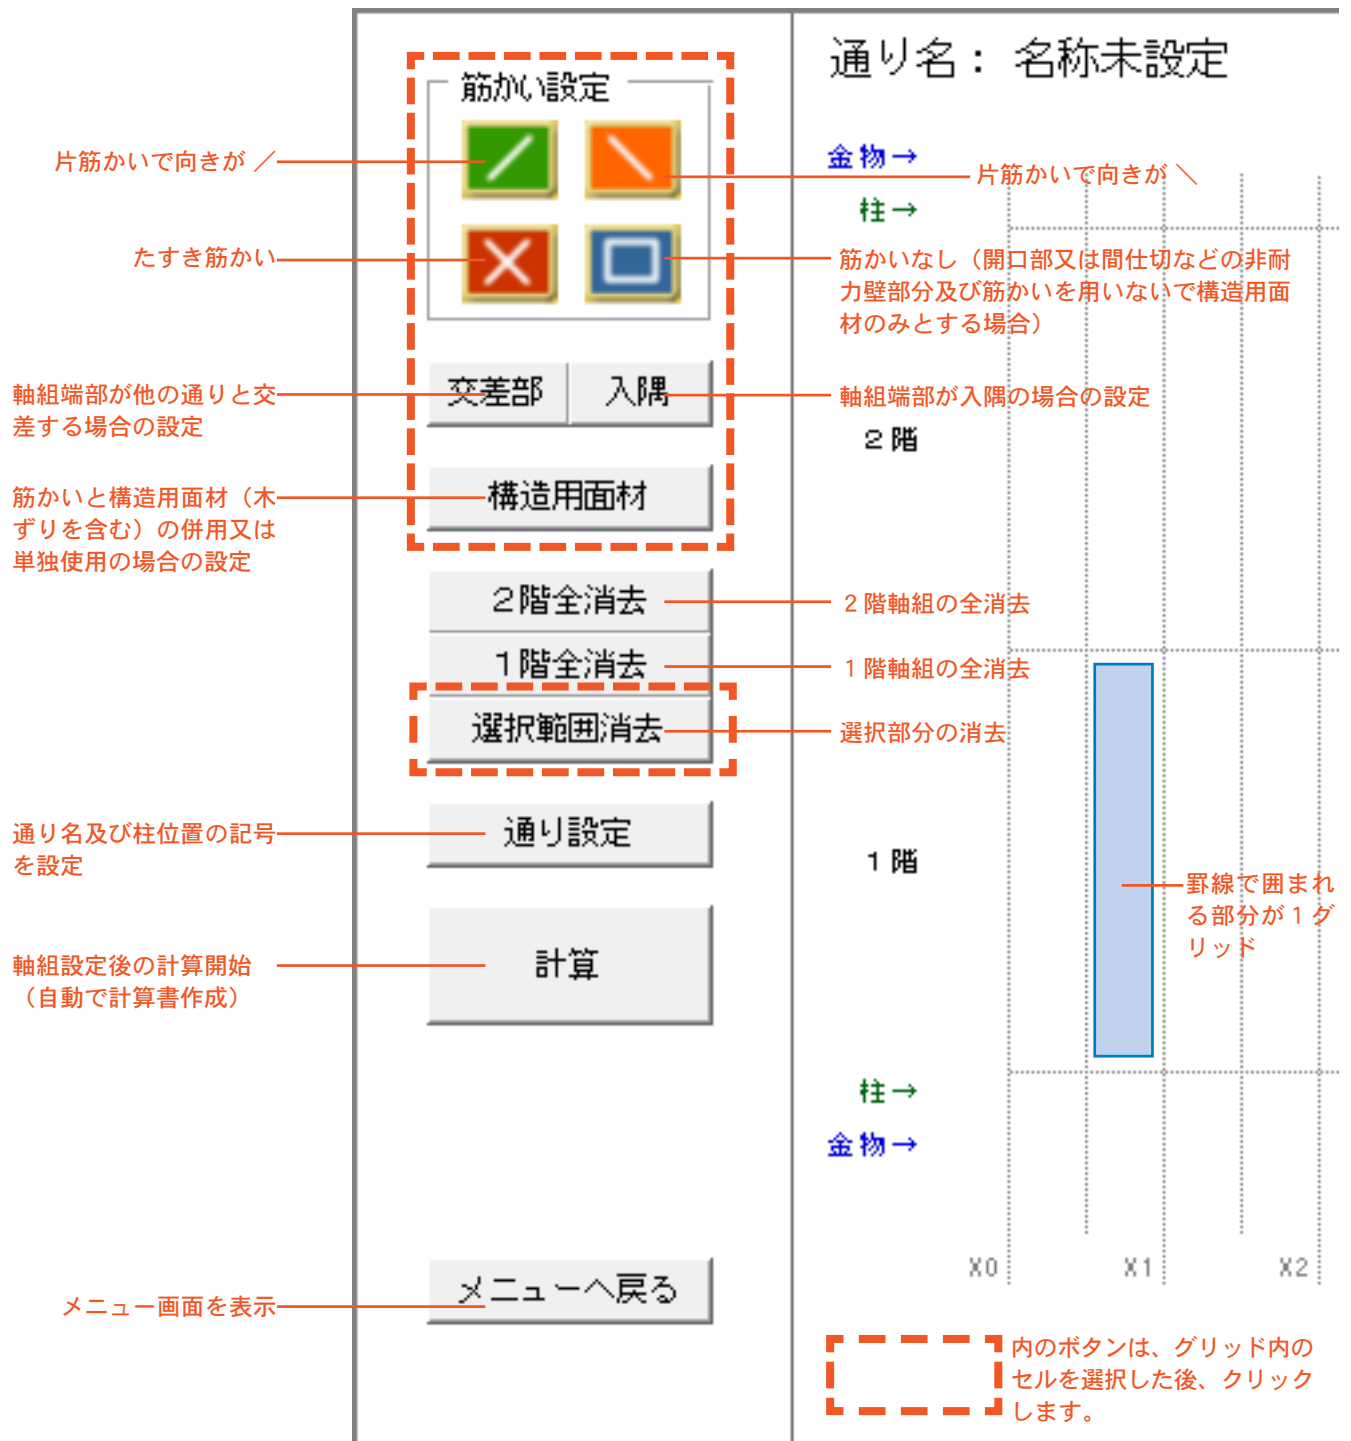 通り名： 名称未設定
筋かい設定
片筋かいで向きが ／
金物→
片筋かいで向きが ＼
柱→
たすき筋かい
筋かいなし（開口部又は間仕切などの非耐
力壁部分及び筋かいを用いないで構造用面
材のみとする場合）
軸組端部が他の通りと交
差する場合の設定
交差部
入隅
軸組端部が入隅の場合の設定
２階
筋かいと構造用面材（木
ずりを含む）の併用又は
単独使用の場合の設定
構造用面材
２階全消去
２階軸組の全消去
１階全消去
１階軸組の全消去
選択範囲消去
選択部分の消去
通り名及び柱位置の記号
を設定
通り設定
１階
罫線で囲まれ
る部分が１グ
リッド
軸組設定後の計算開始
（自動で計算書作成）
計算
柱→
金物→
X0
X1
X2
メニュー画面を表示
メニューへ戻る
内のボタンは、グリッド内の
セルを選択した後、クリック
します。